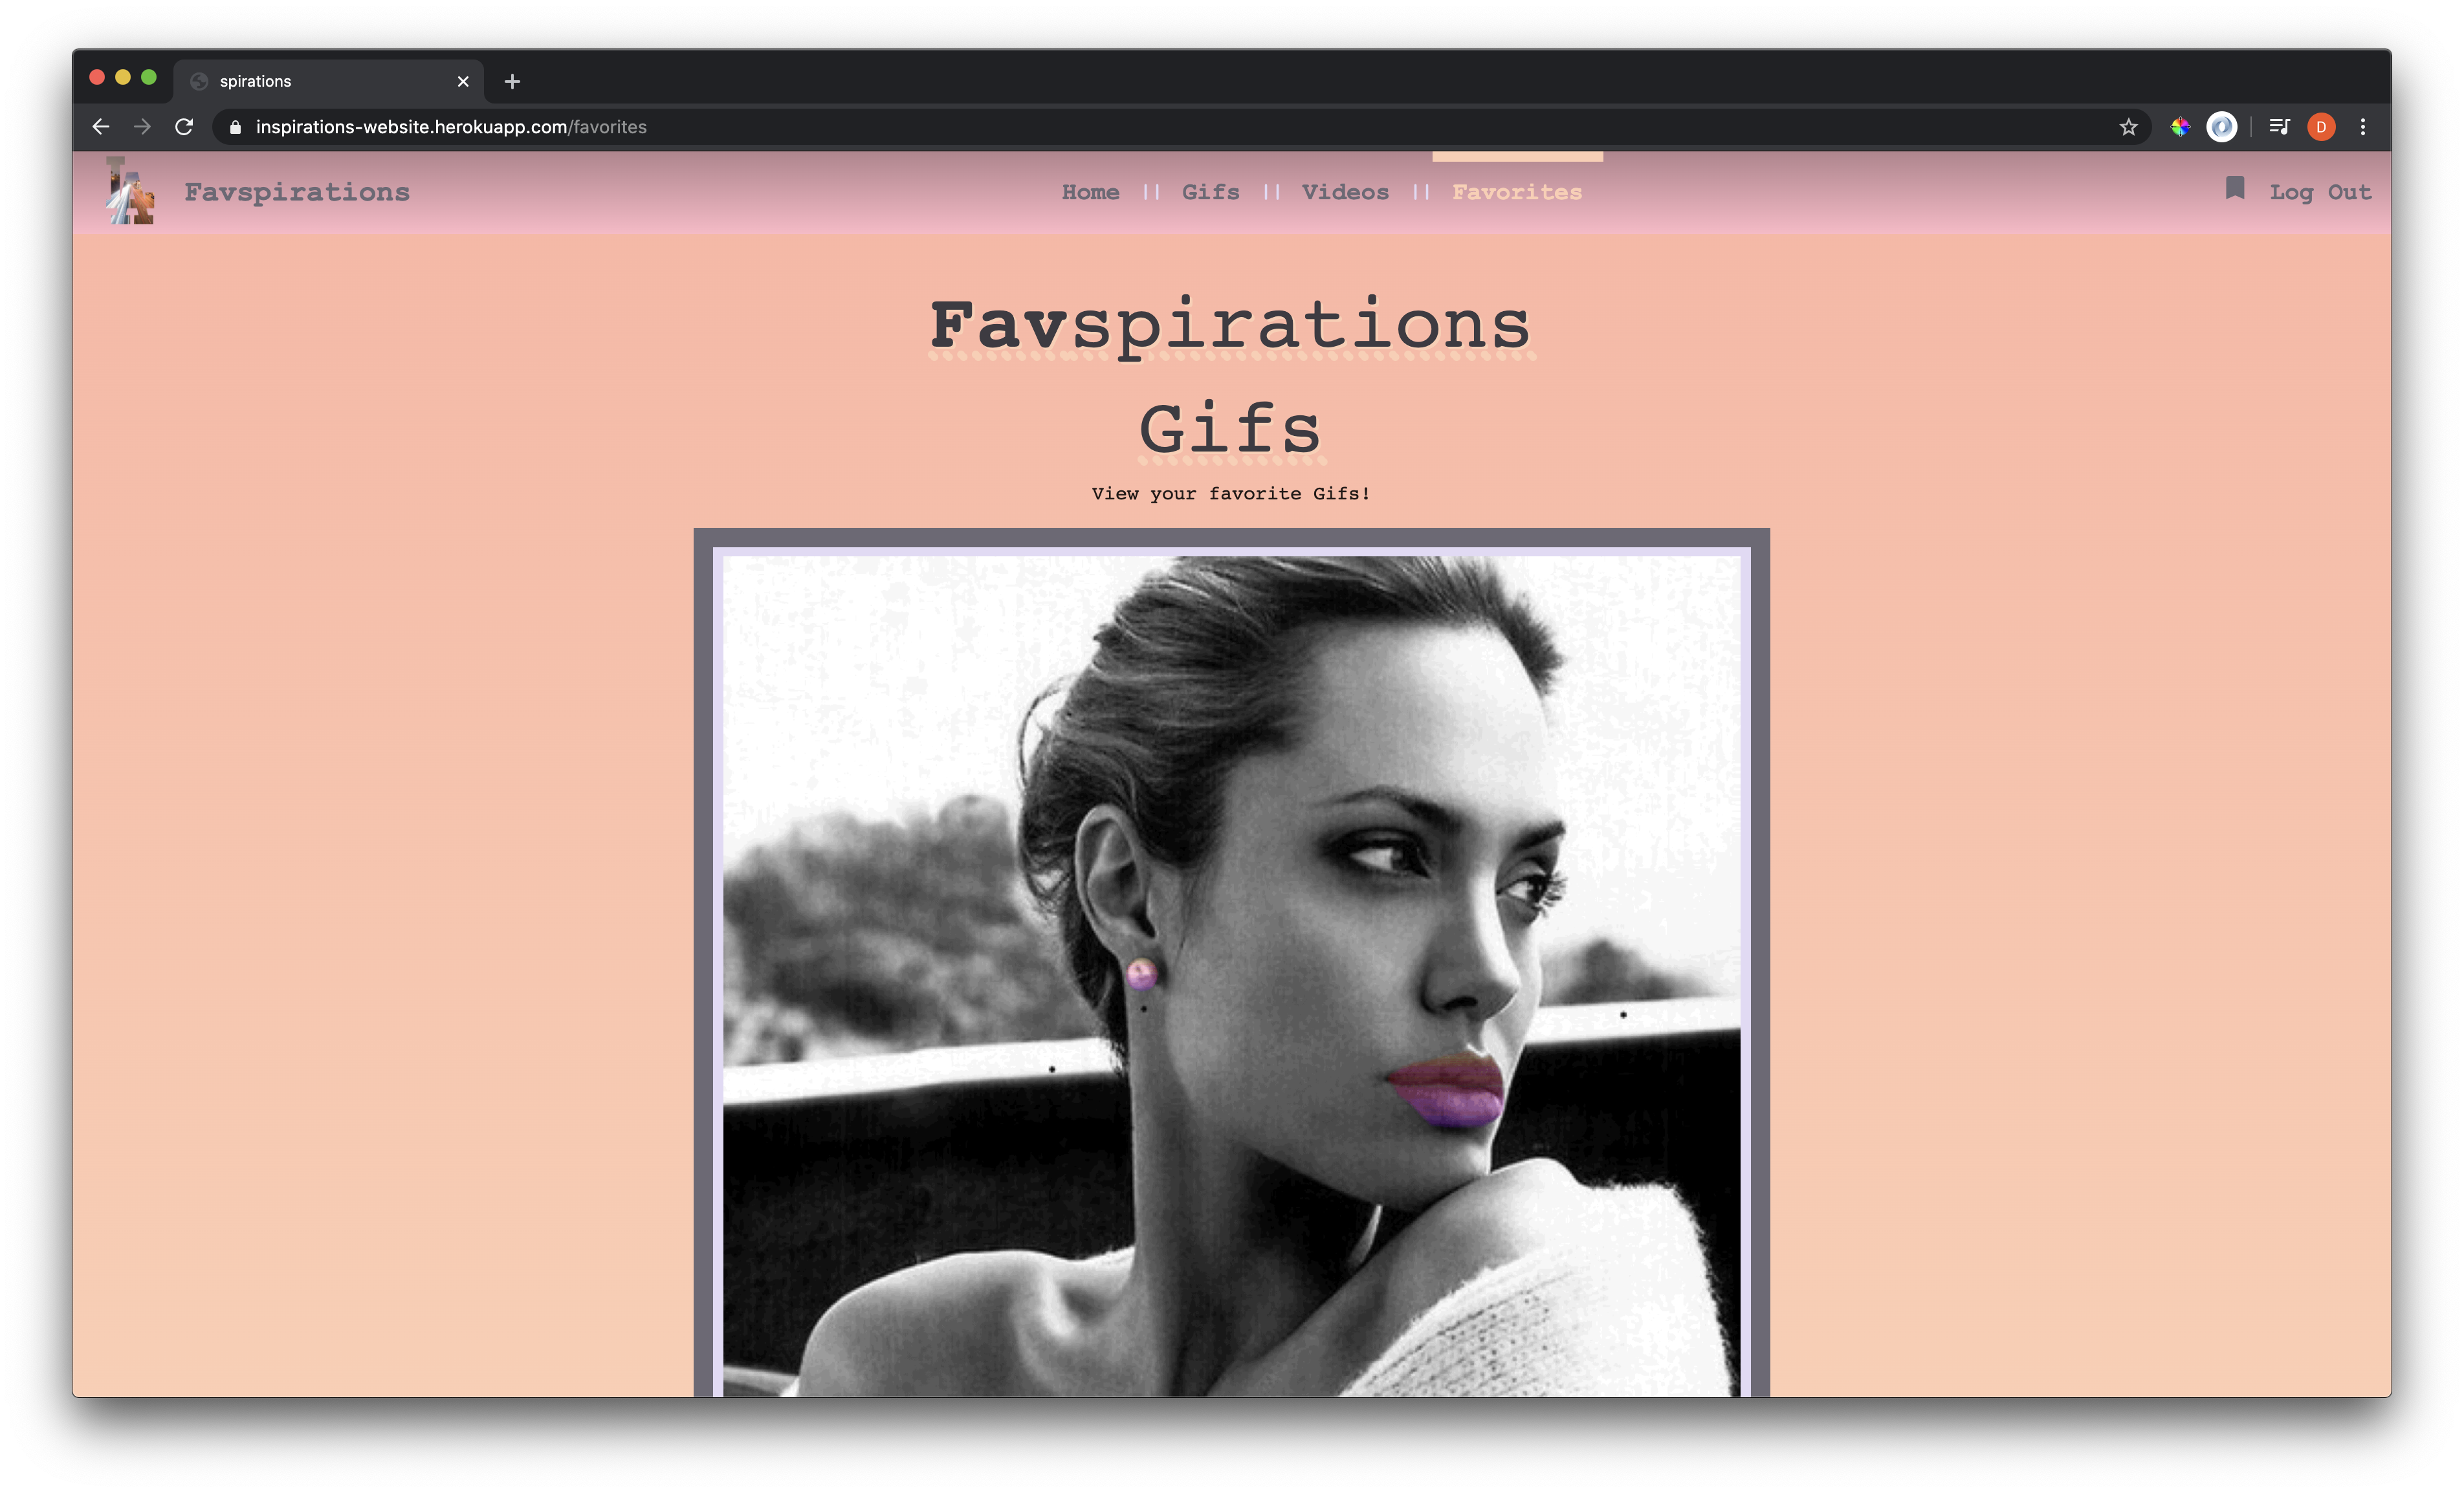 spirations
inspirations-website.herokuapp.com/favorites
D
IA
Favspirations
Home || Gifs || Videos || Favorites
Log Out
Favspirations
Gifs
View your favorite Gifs!